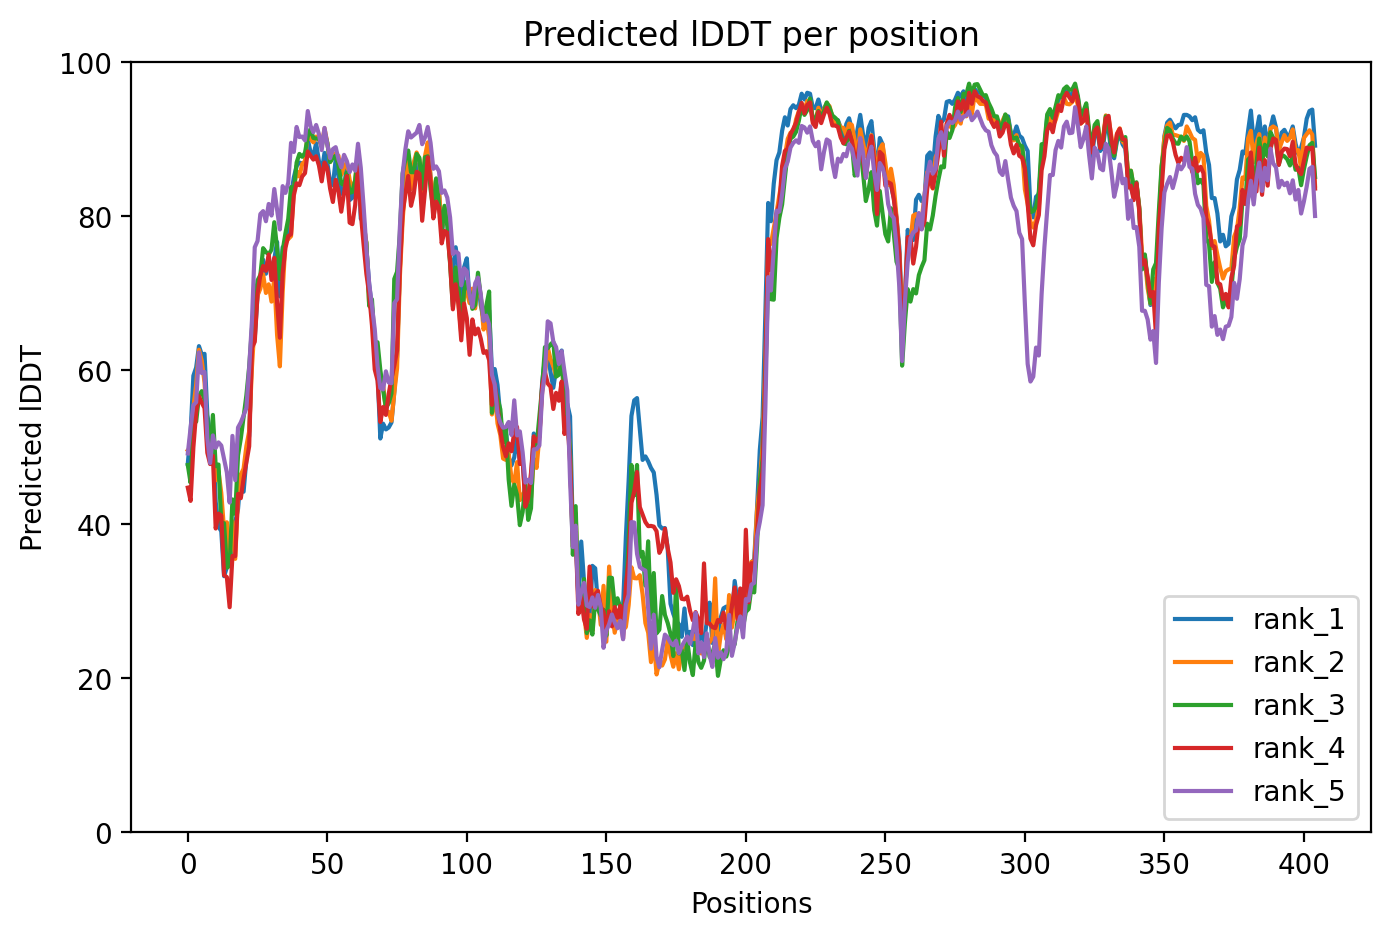 Predicted lDDT per position
100
80
60
40
20
0
Predicted lDDT
0 50 100 150 200 250 300 350 400
Positions
rank_1
rank_2
rank_3
rank_4
rank_5